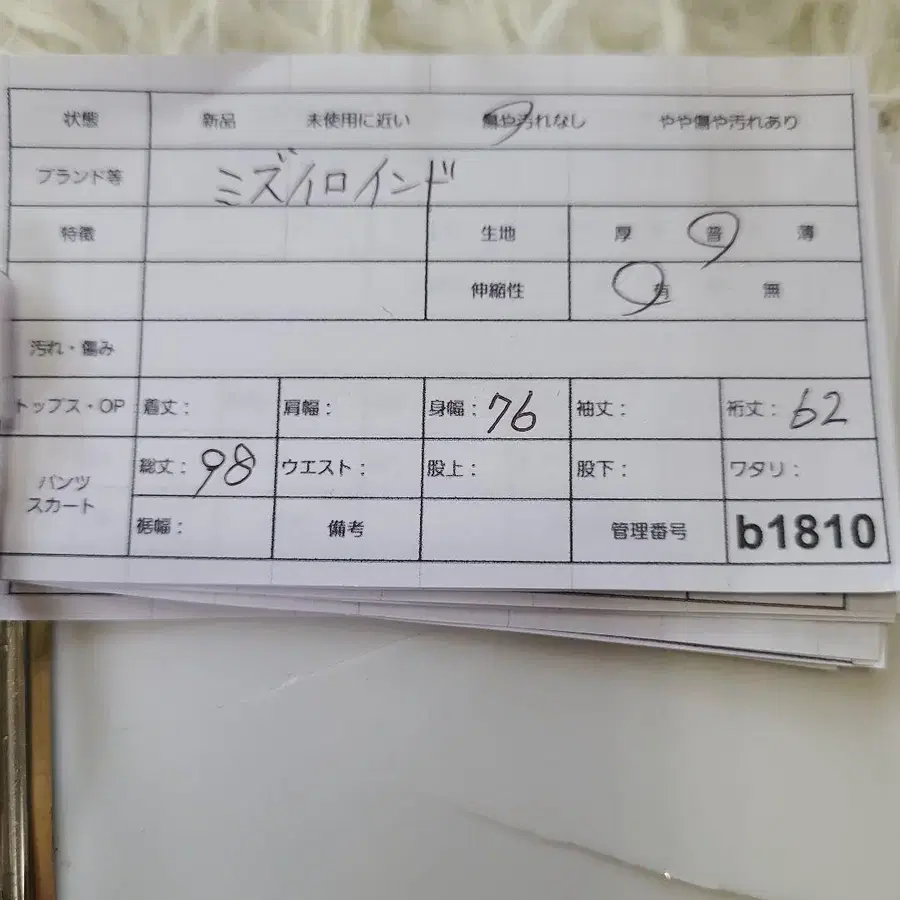 状態 新品 未使用に近い 傷や汚れなし やや傷や汚れあり
ブランド等 ミズイロインド
特徴 生地 厚 普 薄
伸縮性 有 無
汚れ・傷み
トップス・OP 着丈： 肩幅： 身幅：76 袖丈： 裄丈：62
パンツ スカート 総丈：98 ウエスト： 股上： 股下： ワタリ：
裾幅： 備考 管理番号 b1810